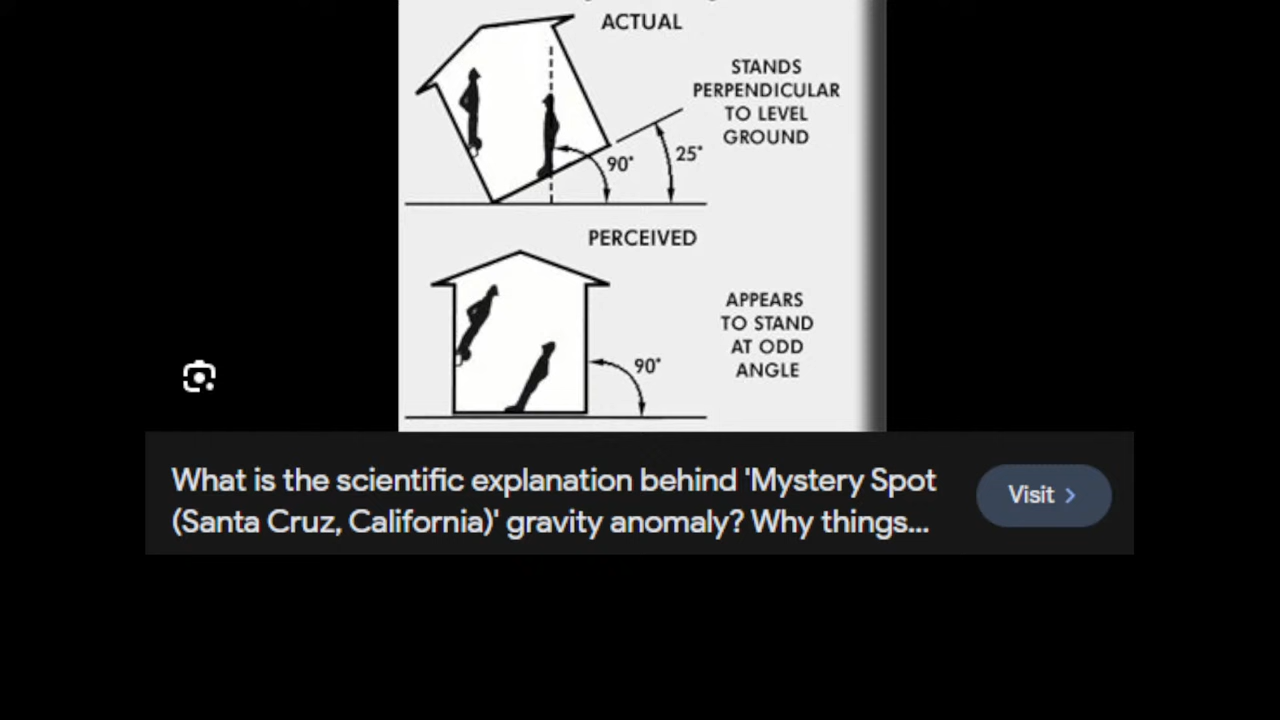 ACTUAL
STANDS
PERPENDICULAR
TO LEVEL
GROUND
90°
25°
PERCEIVED
APPEARS
TO STAND
AT ODD
ANGLE
90°
What is the scientific explanation behind 'Mystery Spot
(Santa Cruz, California)' gravity anomaly? Why things...
Visit